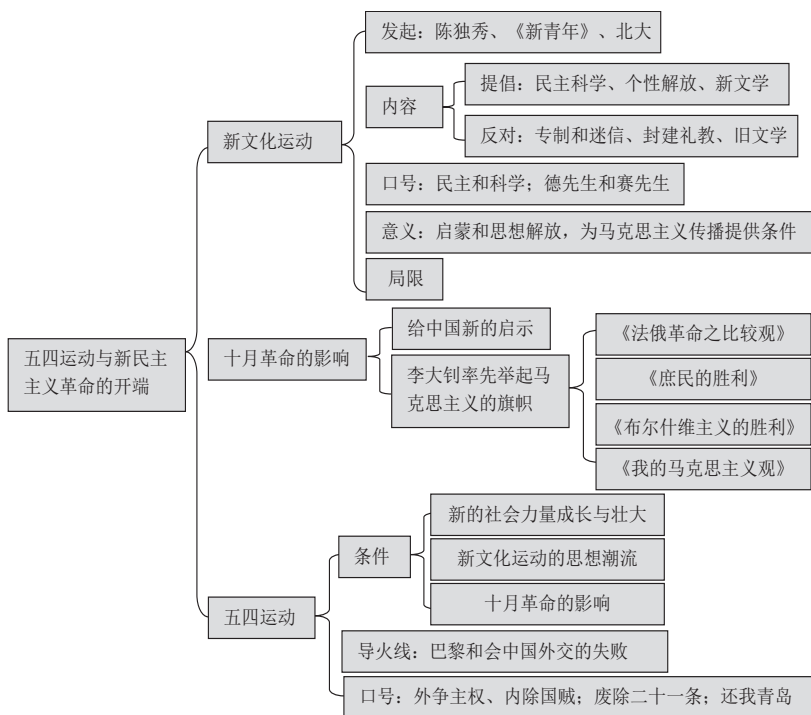 五四运动与新民主
主义革命的开端
新文化运动
发起：陈独秀、《新青年》、北大
内容
提倡：民主科学、个性解放、新文学
反对：专制和迷信、封建礼教、旧文学
口号：民主和科学；德先生和赛先生
意义：启蒙和思想解放，为马克思主义传播提供条件
局限
十月革命的影响
给中国新的启示
李大钊率先举起马
克思主义的旗帜
《法俄革命之比较观》
《庶民的胜利》
《布尔什维主义的胜利》
《我的马克思主义观》
五四运动
条件
新的社会力量成长与壮大
新文化运动的思想潮流
十月革命的影响
导火线：巴黎和会中国外交的失败
口号：外争主权、内除国贼；废除二十一条；还我青岛